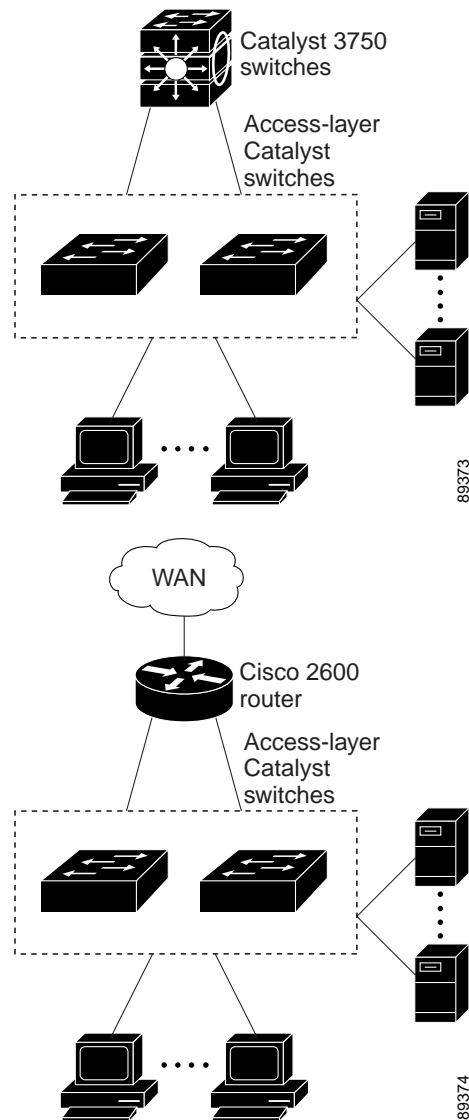 Catalyst 3750
switches
Access-layer
Catalyst
switches
89373
WAN
Cisco 2600
router
Access-layer
Catalyst
switches
89374